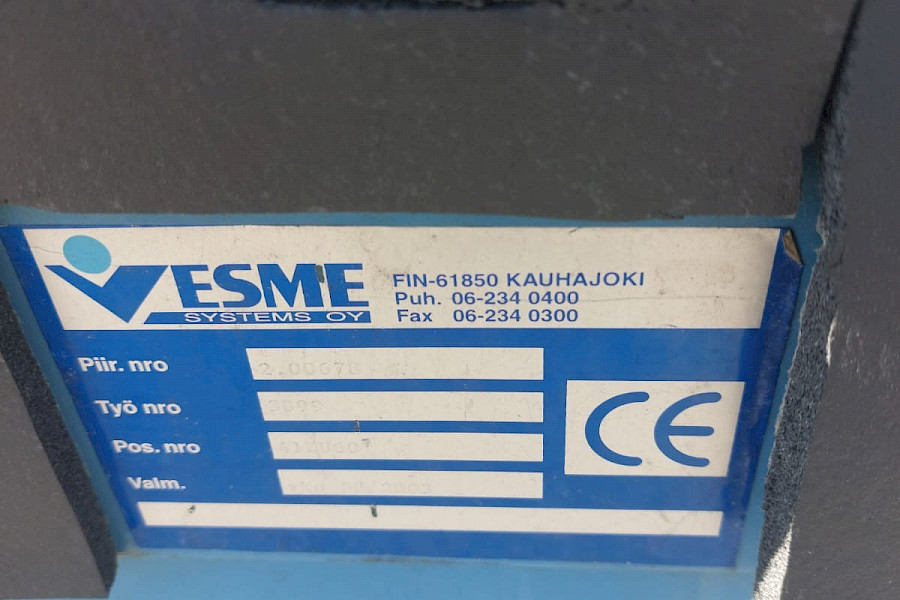 VESME
SYSTEMS OY
FIN-61850 KAUHAJOKI
Puh. 06-234 0400
Fax 06-234 0300
Piir. nro
Työ nro
Pos. nro
Valm.
CE